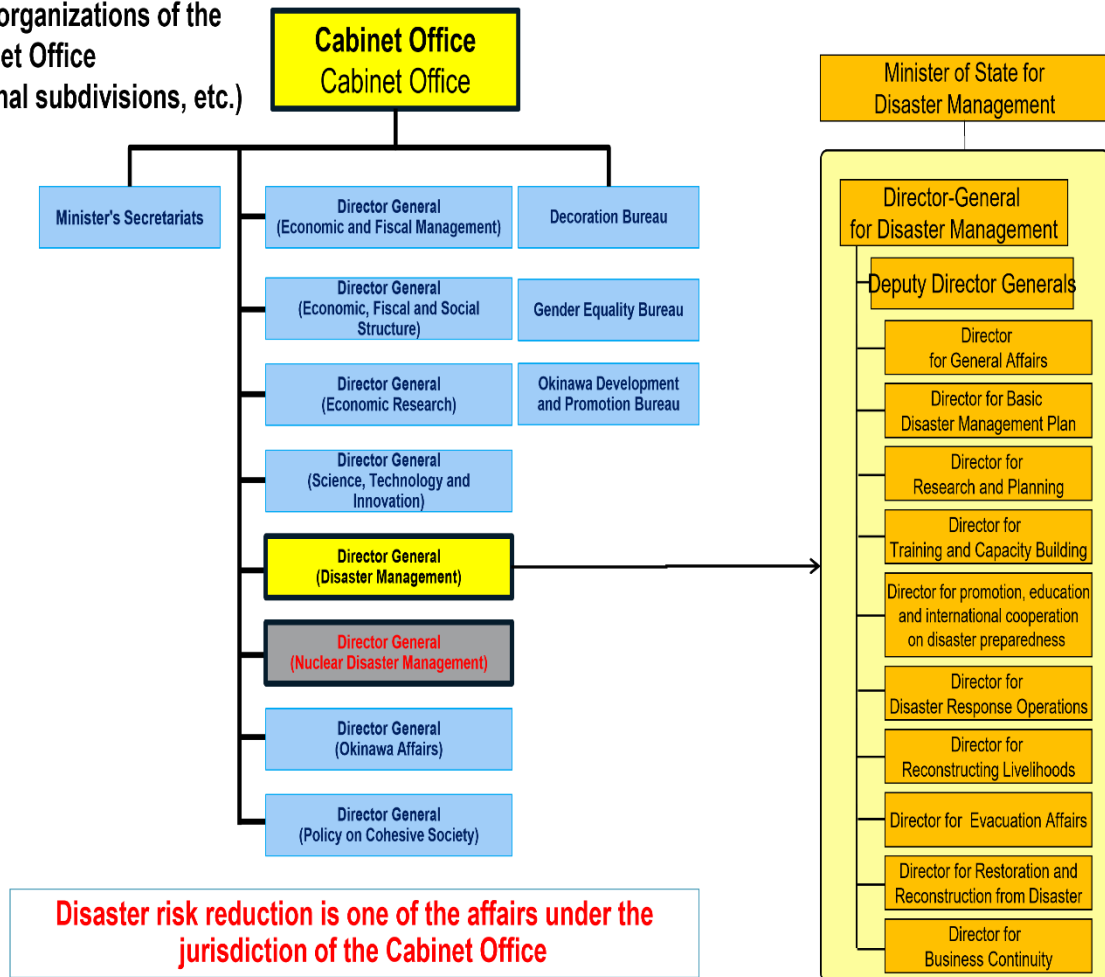 organizations of the
et Office
nal subdivisions, etc.)
Cabinet Office
Cabinet Office
Minister's Secretariats
Director General
(Economic and Fiscal Management)
Decoration Bureau
Director General
(Economic, Fiscal and Social
Structure)
Gender Equality Bureau
Director General
(Economic Research)
Okinawa Development
and Promotion Bureau
Director General
(Science, Technology and
Innovation)
Director General
(Disaster Management)
Director General
(Nuclear Disaster Management)
Director General
(Okinawa Affairs)
Director General
(Policy on Cohesive Society)
Disaster risk reduction is one of the affairs under the
jurisdiction of the Cabinet Office
Minister of State for
Disaster Management
Director-General
for Disaster Management
Deputy Director Generals
Director
for General Affairs
Director for Basic
Disaster Management Plan
Director for
Research and Planning
Director for
Training and Capacity Building
Director for promotion, education
and international cooperation
on disaster preparedness
Director for
Disaster Response Operations
Director for
Reconstructing Livelihoods
Director for Evacuation Affairs
Director for Restoration and
Reconstruction from Disaster
Director for
Business Continuity